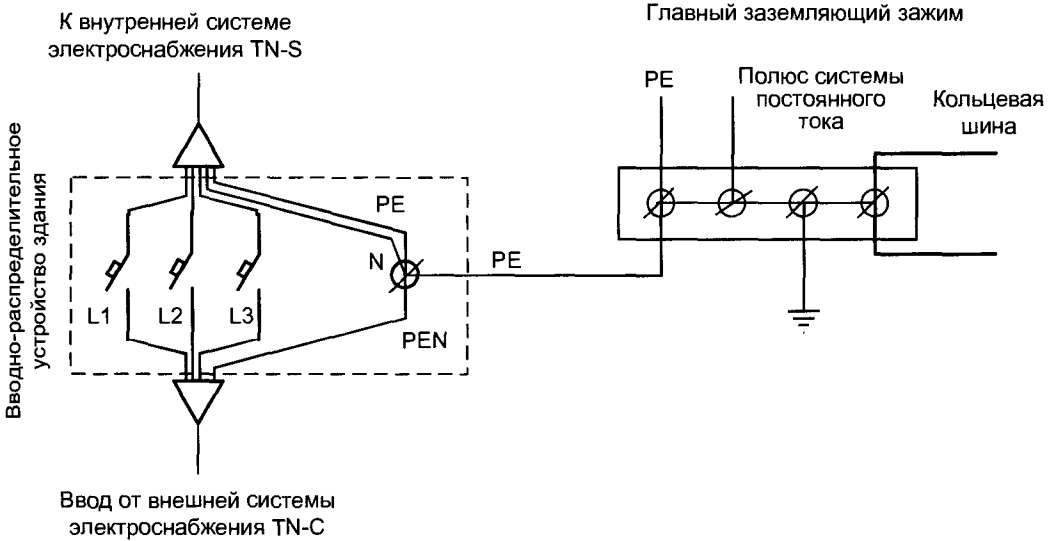 К внутренней системе
электроснабжения TN-S
Главный заземляющий зажим
PE
Полюс системы
постоянного
тока
Кольцевая
шина
Вводно-распределительное
устройство здания
PE
N
PE
L1
L2
L3
PEN
Ввод от внешней системы
электроснабжения TN-C